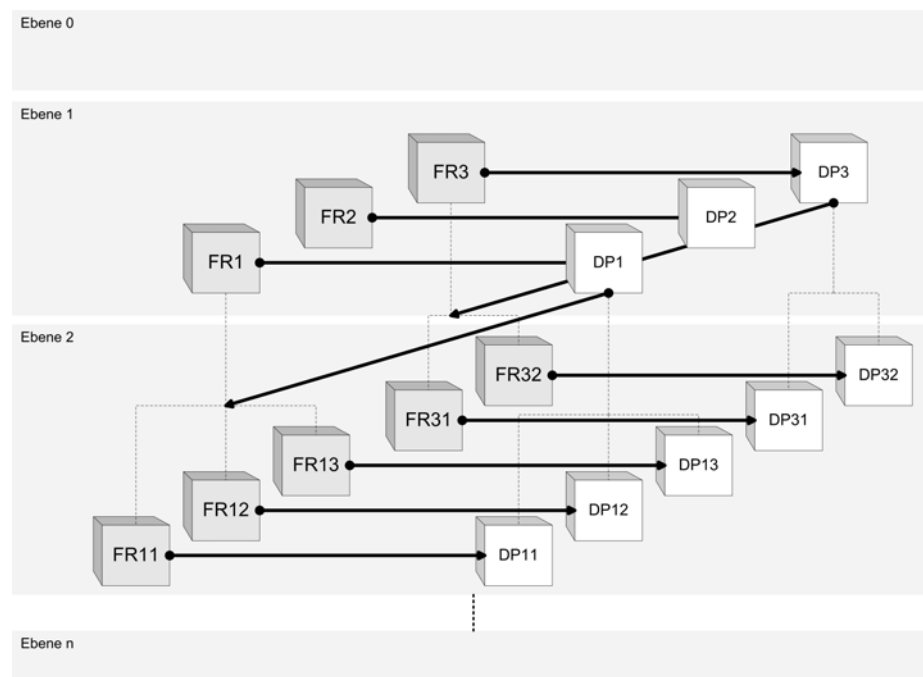 Ebene 0
Ebene 1
FR3
DP3
FR2
DP2
FR1
DP1
Ebene 2
FR32
DP32
FR31
DP31
FR13
DP13
FR12
DP12
FR11
DP11
Ebene n